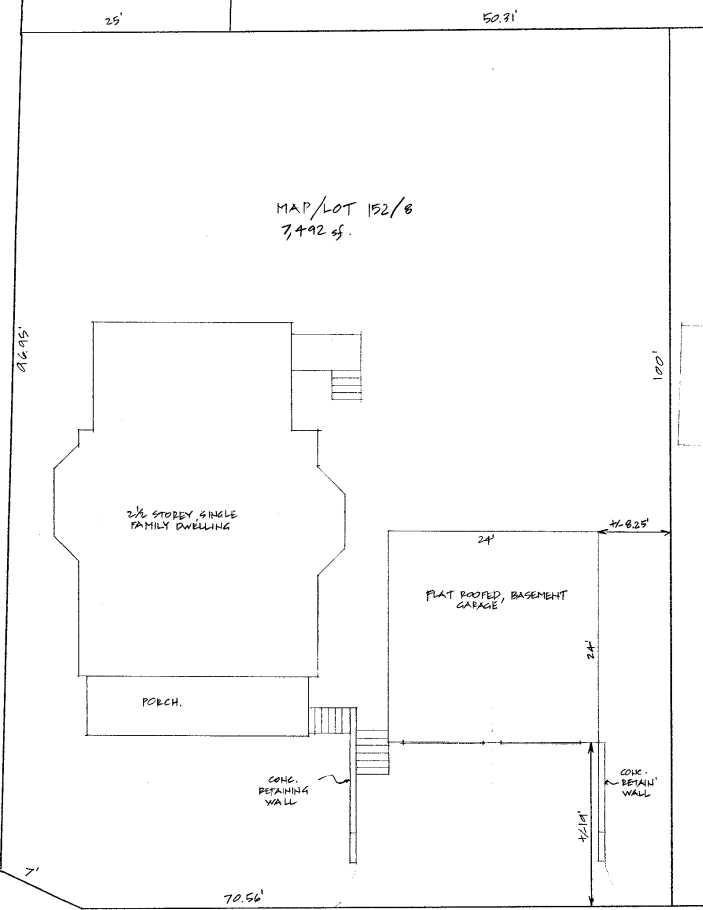 25'
50.31'
MAP/LOT 152/8
7,492 sf.
96.95'
100'
2½ STOREY, SINGLE
FAMILY DWELLING
+/-8.25'
24'
FLAT ROOFED, BASEMENT
GARAGE
24'
PORCH.
CONC.
RETAINING
WALL
CONC.
RETAIN'
WALL
+/-19'
7'
70.56'